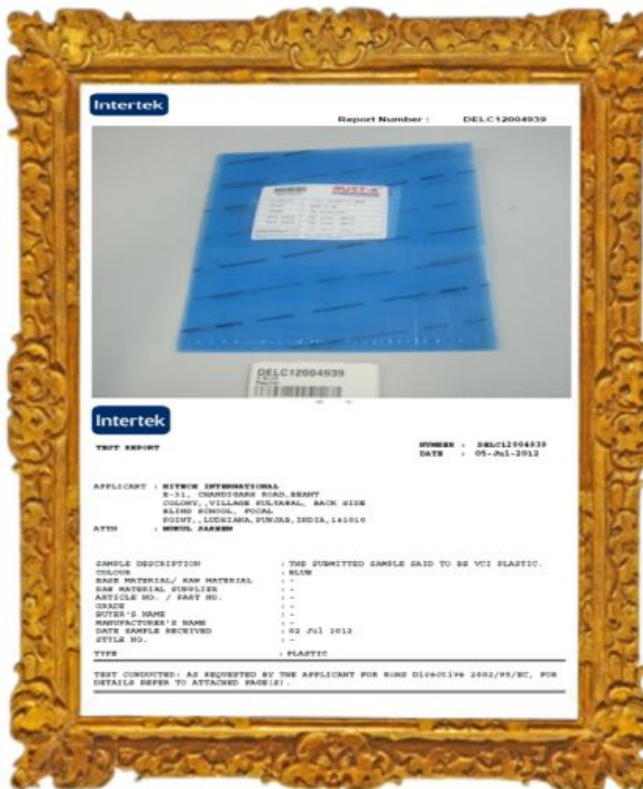 Intertek
Report Number : DELC12004939
RUST-X
DELC12004939
Intertek
TEST REPORT
NUMBER : DELC12004939
DATE : 05-Jul-2012
APPLICANT : HITECH INTERNATIONAL
E-31, CHANDIGARH ROAD,
COLONY,,VILLAGE BACK SIDE
BLIND SCHOOL, FOCAL
POINT,,LUDHIANA,PUNJAB,INDIA,141010
ATTN :
SAMPLE DESCRIPTION : THE SUBMITTED SAMPLE SAID TO BE VCI PLASTIC.
COLOUR : BLUE
BASE MATERIAL/ RAW MATERIAL : -
RAW MATERIAL SUPPLIER : -
ARTICLE NO. / PART NO. : -
GRADE : -
BUYER'S NAME : -
MANUFACTURER'S NAME : -
DATE SAMPLE RECEIVED : 02 Jul 2012
STYLE NO. : -
TYPE : PLASTIC
TEST CONDUCTED: AS REQUESTED BY THE APPLICANT FOR RoHS Directive 2002/95/EC, FOR
DETAILS REFER TO ATTACHED PAGE(S).